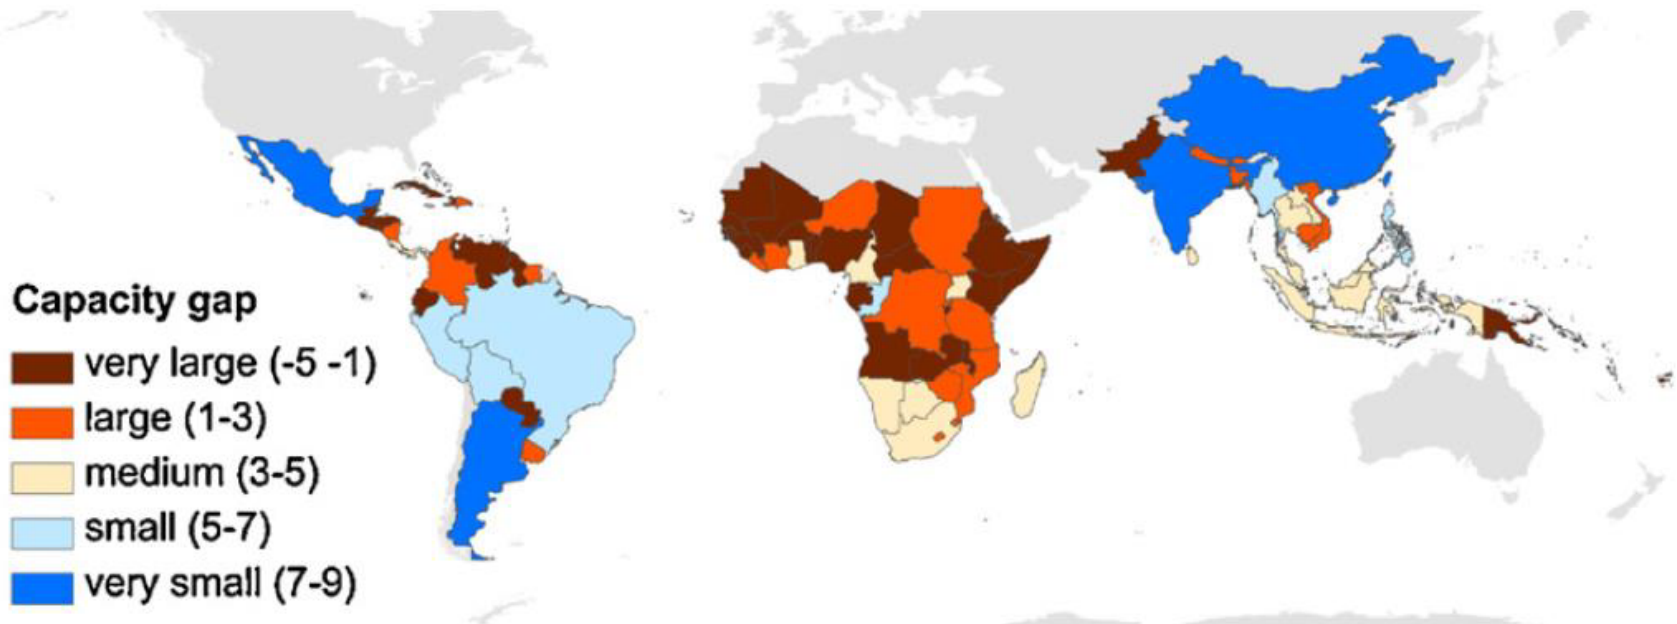 Capacity gap
very large (-5 -1)
large (1-3)
medium (3-5)
small (5-7)
very small (7-9)